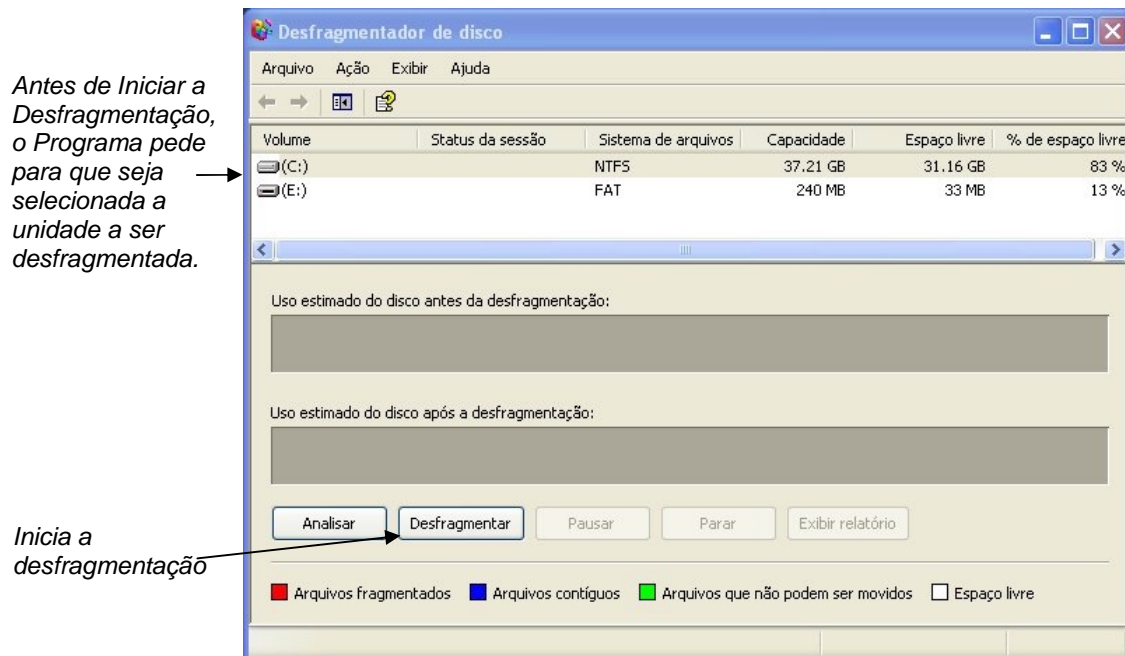 Desfragmentador de disco
Arquivo Ação Exibir Ajuda
Antes de Iniciar a
Desfragmentação,
o Programa pede
para que seja
selecionada a
unidade a ser
desfragmentada.
Volume Status da sessão Sistema de arquivos Capacidade Espaço livre % de espaço livre
(C:) NTFS 37.21 GB 31.16 GB 83 %
(E:) FAT 240 MB 33 MB 13 %
Uso estimado do disco antes da desfragmentação:
Uso estimado do disco após a desfragmentação:
Inicia a
desfragmentação
Analisar Desfragmentar Pausar Parar Exibir relatório
Arquivos fragmentados Arquivos contíguos Arquivos que não podem ser movidos Espaço livre